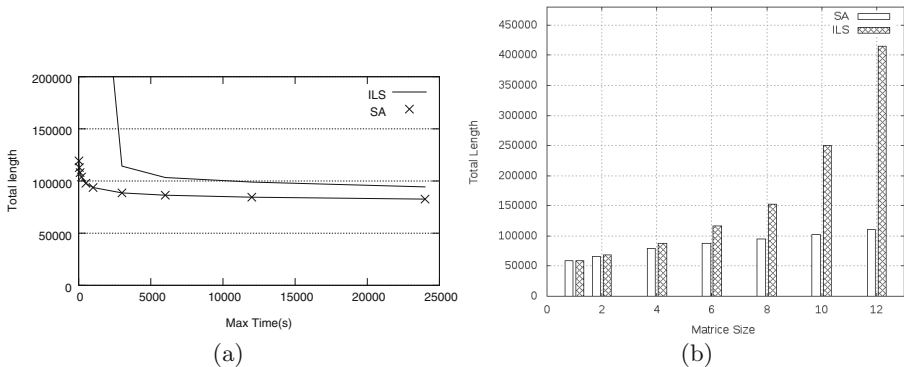 200000
150000
100000
50000
0
Total length
ILS
SA
0 5000 10000 15000 20000 25000
Max Time(s)
(a)
SA
ILS
450000
400000
350000
300000
250000
200000
150000
100000
50000
0
Total Length
0 2 4 6 8 10 12
Matrice Size
(b)